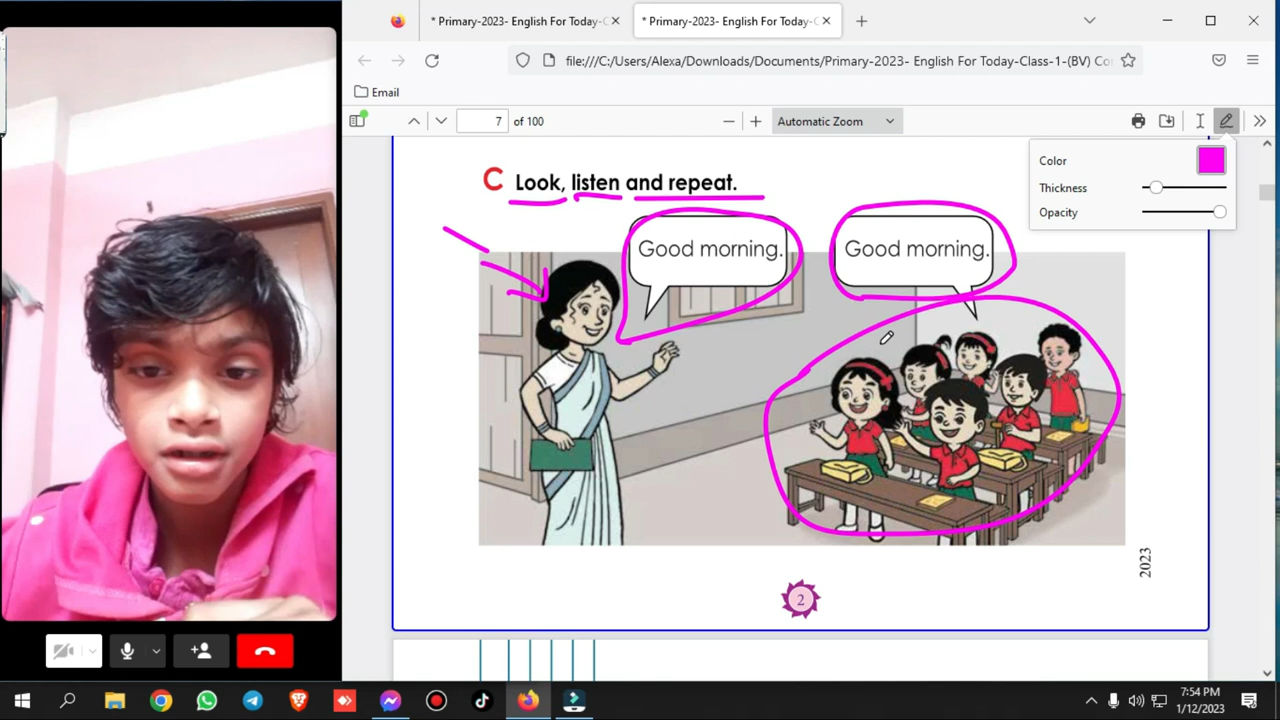 * Primary-2023- English For Today-C
* Primary-2023- English For Today-C
file:///C:/Users/Alexa/Downloads/Documents/Primary-2023- English For Today-Class-1-(BV) Co
Email
7 of 100
Automatic Zoom
Color
Thickness
Opacity
C Look, listen and repeat.
Good morning.
Good morning.
2023
2
7:54 PM
1/12/2023